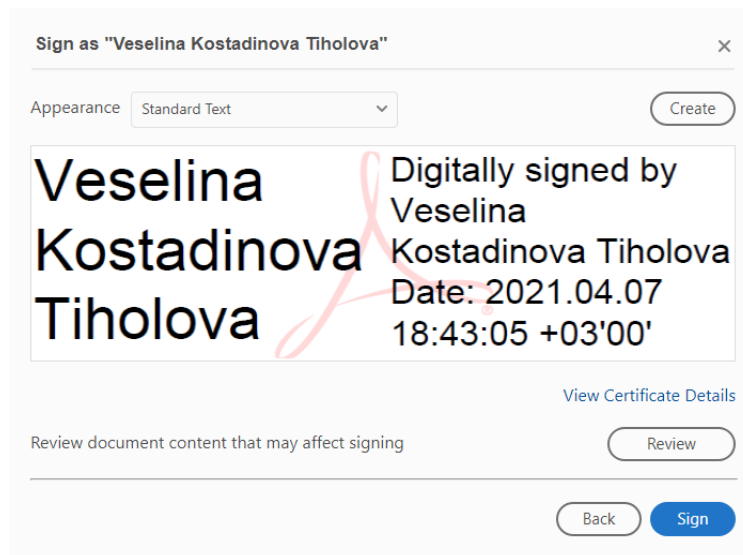 Sign as "Veselina Kostadinova Tiholova"
Appearance
Standard Text
Create
Veselina
Kostadinova
Tiholova
Digitally signed by
Veselina
Kostadinova Tiholova
Date: 2021.04.07
18:43:05 +03'00'
View Certificate Details
Review document content that may affect signing
Review
Back
Sign